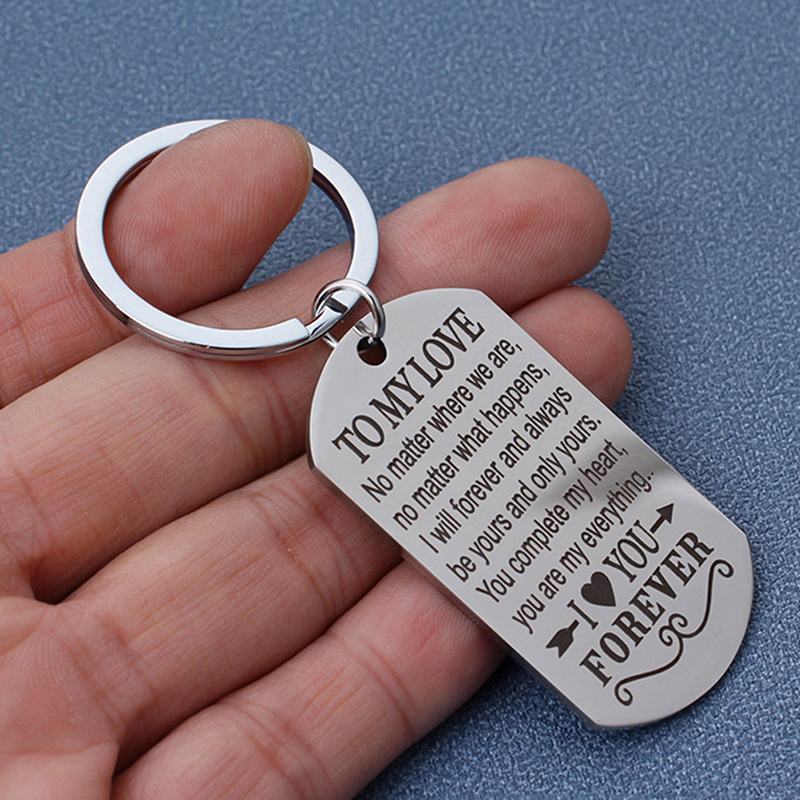 TO MY LOVE
No matter where we are,
no matter what happens,
I will forever and always
be yours and only yours.
You complete my heart,
you are my everything..
I ♥ YOU
FOREVER